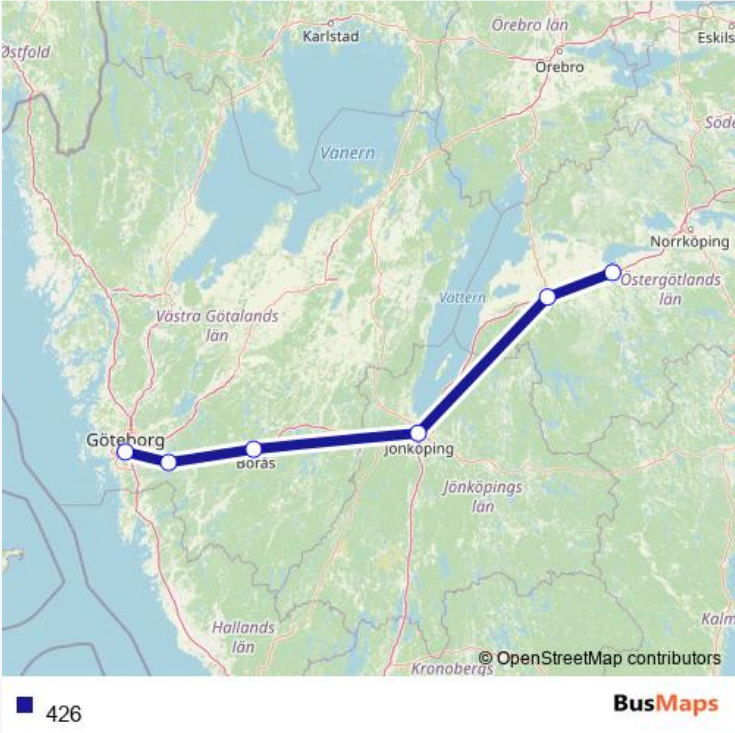 Karlstad
Örebro län
Eskils
Østfold
Örebro
Söde
Vänern
Norrköping
Östergötlands
län
Vättern
Västra Götalands
län
Göteborg
Borås
Jönköping
Jönköpings
län
Hallands
län
Kalm
Kronobergs
© OpenStreetMap contributors
426
BusMaps